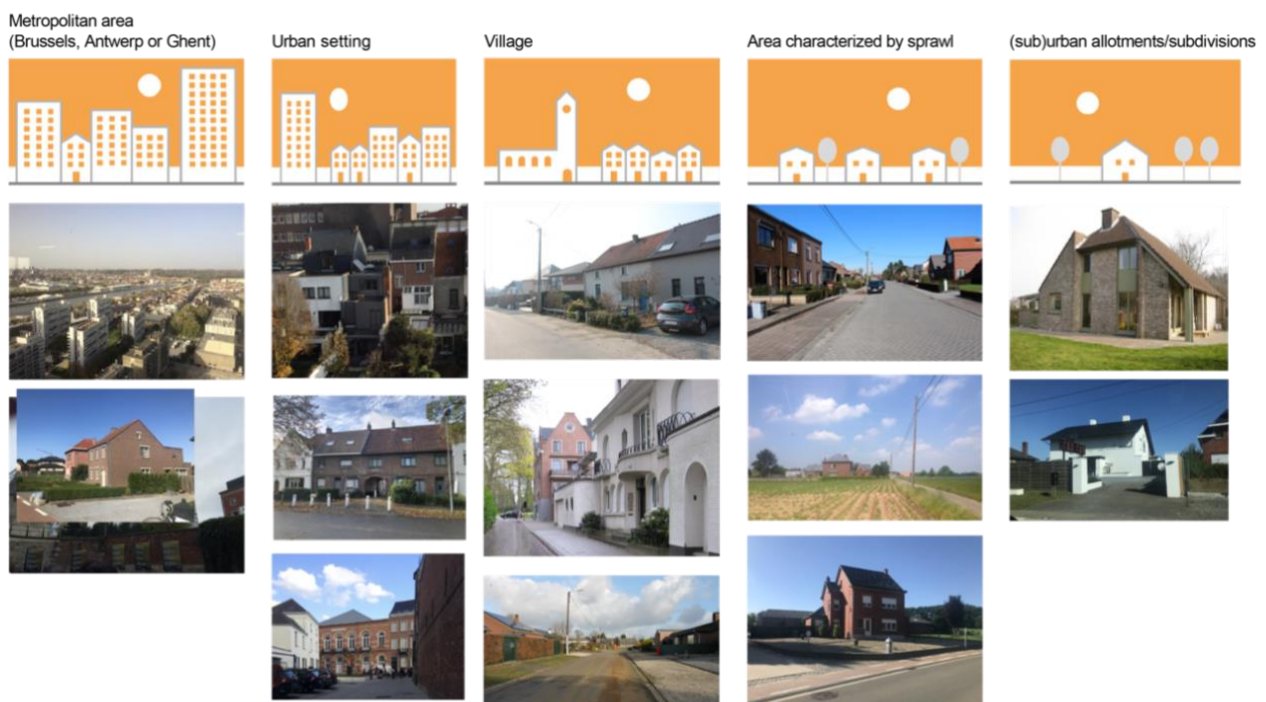 Metropolitan area
(Brussels, Antwerp or Ghent)
Urban setting
Village
Area characterized by sprawl
(sub)urban allotments/subdivisions